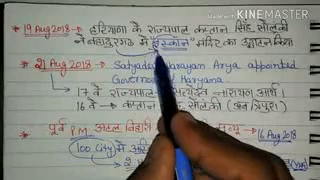 Made With KINEMASTER
19 Aug 2018 → हरियाणा के राज्यपाल कप्तान सिंह सोलंकी
ने बहादुरगढ़ में "इस्कॉन" मंदिर का उद्घाटन किया
Aug 2018 → Satyadev Narayan Arya appointed
Governor of Haryana
→ 17 वें राज्यपाल - सत्यदेव नारायण आर्य।
16 वें → कप्तान सिंह सोलंकी (अब त्रिपुरा)
→ पूर्व PM अटल बिहारी मृत्यु 16 Aug 2018
100 City में